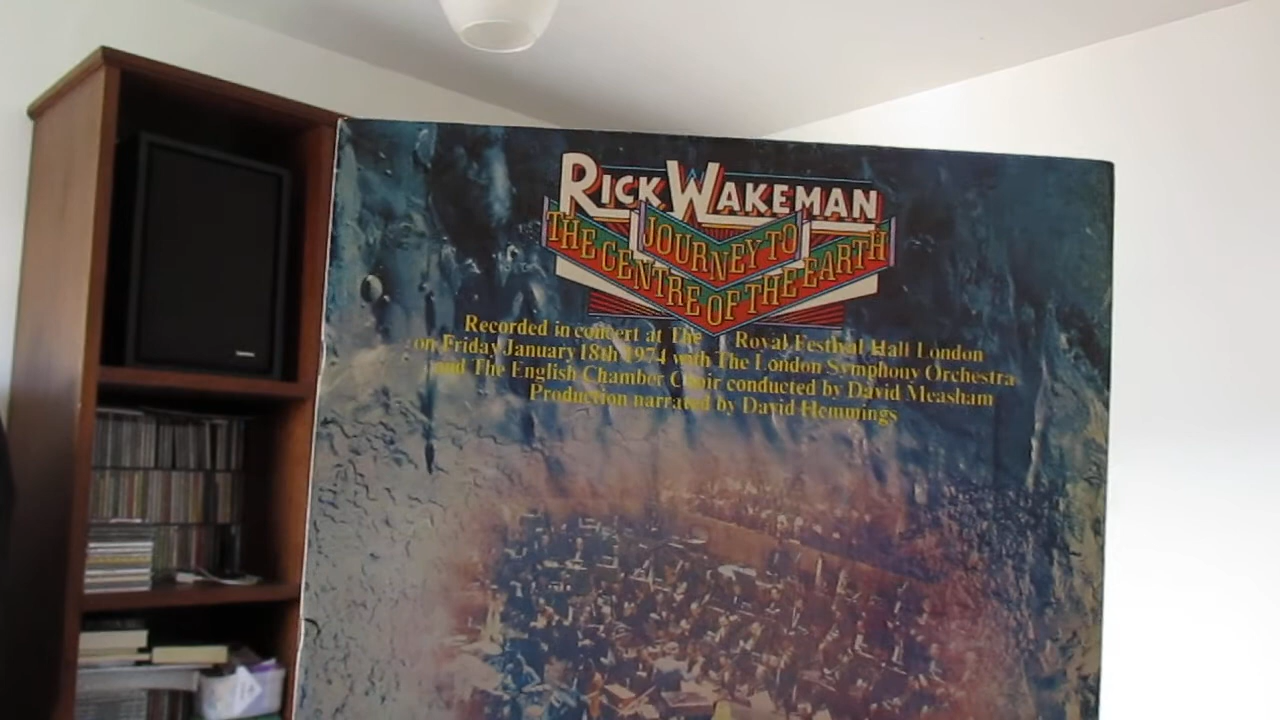 RICK WAKEMAN
JOURNEY TO
THE CENTRE OF THE EARTH
Recorded in concert at The Royal Festival Hall London
on Friday January 18th 1974 with The London Symphony Orchestra
and The English Chamber Choir conducted by David Measham
Production narrated by David Hemmings